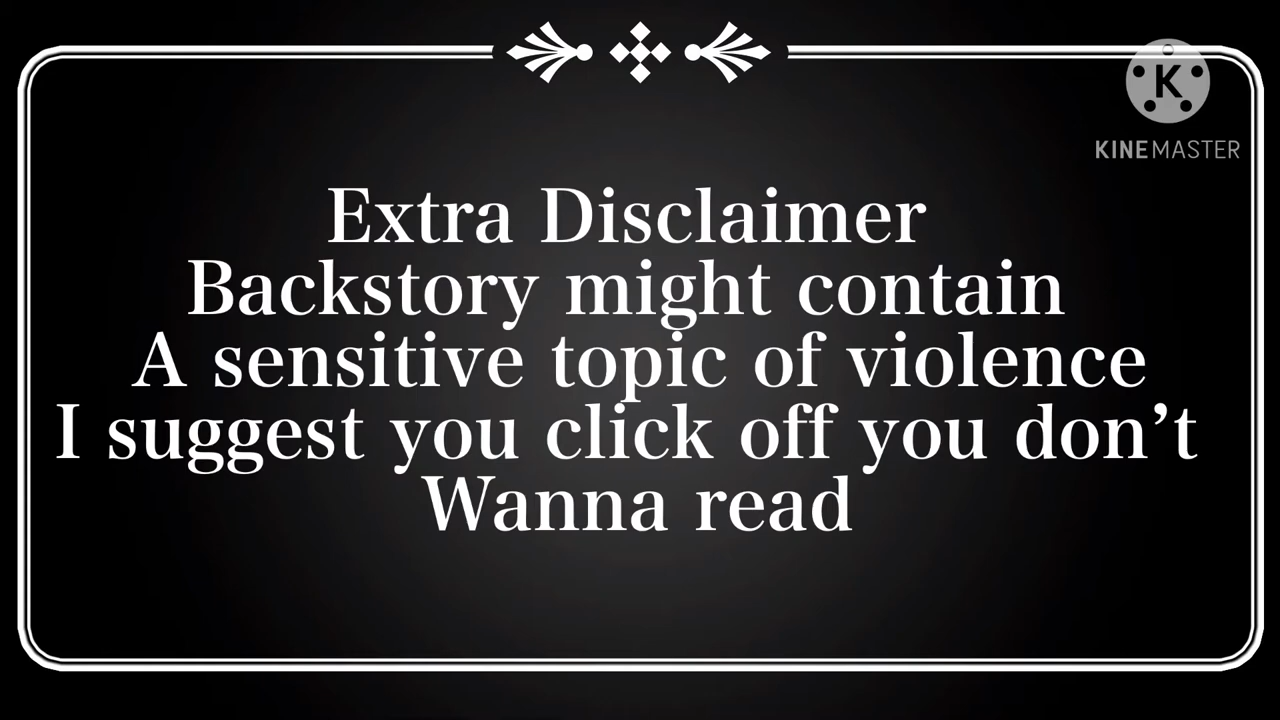 K
KINEMASTER
Extra Disclaimer
Backstory might contain
A sensitive topic of violence
I suggest you click off you don’t
Wanna read